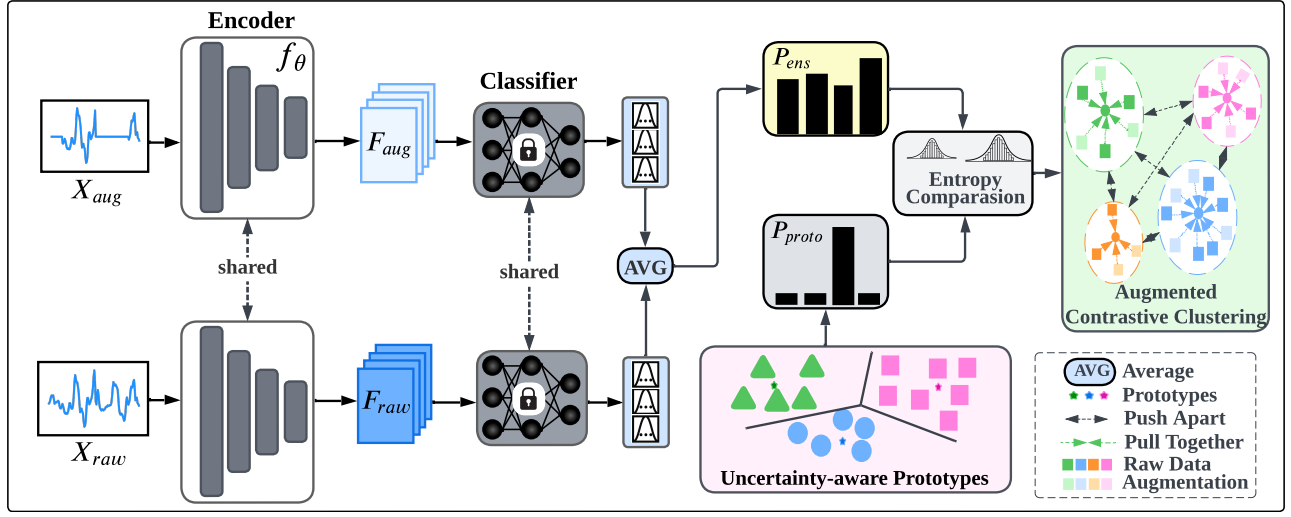 Encoder
fθ
Xaug
Faug
Classifier
shared
shared
Xraw
Fraw
AVG
Pens
Pproto
Entropy
Comparasion
Augmented
Contrastive Clustering
Uncertainty-aware Prototypes
AVG Average
Prototypes
Push Apart
Pull Together
Raw Data
Augmentation